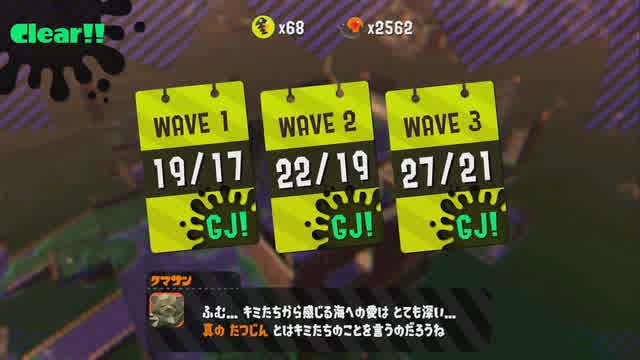 Clear!!
x68
x2562
WAVE 1
WAVE 2
WAVE 3
19/17
22/19
27/21
GJ!
GJ!
GJ!
クマサン
ふむ… キミたちから感じる海への愛は とても深い…
真の たつじん とはキミたちのことを言うのだろうね